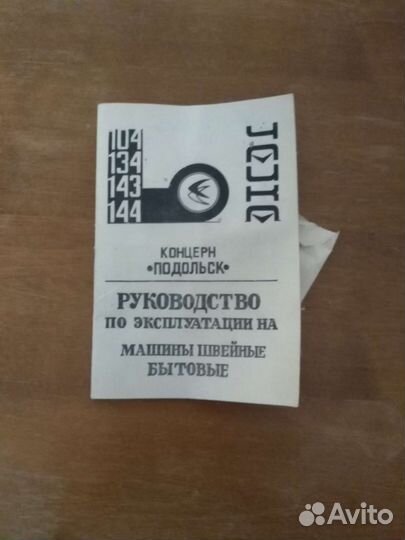 104
134
143
144
КОНЦЕРН
«ПОДОЛЬСК»
РУКОВОДСТВО
ПО ЭКСПЛУАТАЦИИ НА
МАШИНЫ ШВЕЙНЫЕ
БЫТОВЫЕ
Avito